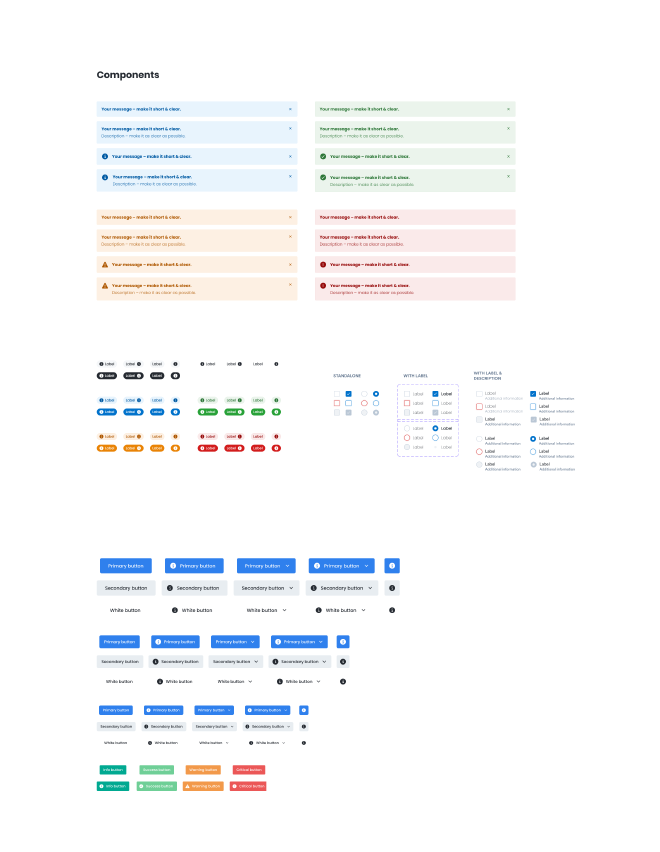 Components
Your message – make it short & clear.
Your message – make it short & clear.
Your message – make it short & clear.
Description – make it as clear as possible.
Your message – make it short & clear.
Description – make it as clear as possible.
Your message – make it short & clear.
Your message – make it short & clear.
Your message – make it short & clear.
Description – make it as clear as possible.
Your message – make it short & clear.
Description – make it as clear as possible.
Your message – make it short & clear.
Your message – make it short & clear.
Your message – make it short & clear.
Description – make it as clear as possible.
Your message – make it short & clear.
Description – make it as clear as possible.
Your message – make it short & clear.
Your message – make it short & clear.
Your message – make it short & clear.
Description – make it as clear as possible.
Your message – make it short & clear.
Description – make it as clear as possible.
Label Label Label Label Label Label
Label Label Label
Label Label Label Label Label Label
Label Label Label Label Label Label
Label Label Label Label Label Label
Label Label Label Label Label Label
STANDALONE
WITH LABEL
WITH LABEL &
DESCRIPTION
Label Label
Label Label
Label Label
Label Label
Label Label
Label Label
Label Label
Additional information Additional information
Label Label
Additional information Additional information
Label Label
Additional information Additional information
Label Label
Additional information Additional information
Label Label
Additional information Additional information
Label Label
Additional information Additional information
Primary button Primary button Primary button Primary button
Secondary button Secondary button Secondary button Secondary button
White button White button White button White button
Primary button Primary button Primary button Primary button
Secondary button Secondary button Secondary button Secondary button
White button White button White button White button
Primary button Primary button Primary button Primary button
Secondary button Secondary button Secondary button Secondary button
White button White button White button White button
Info button Success button Warning button Critical button
Info button Success button Warning button Critical button